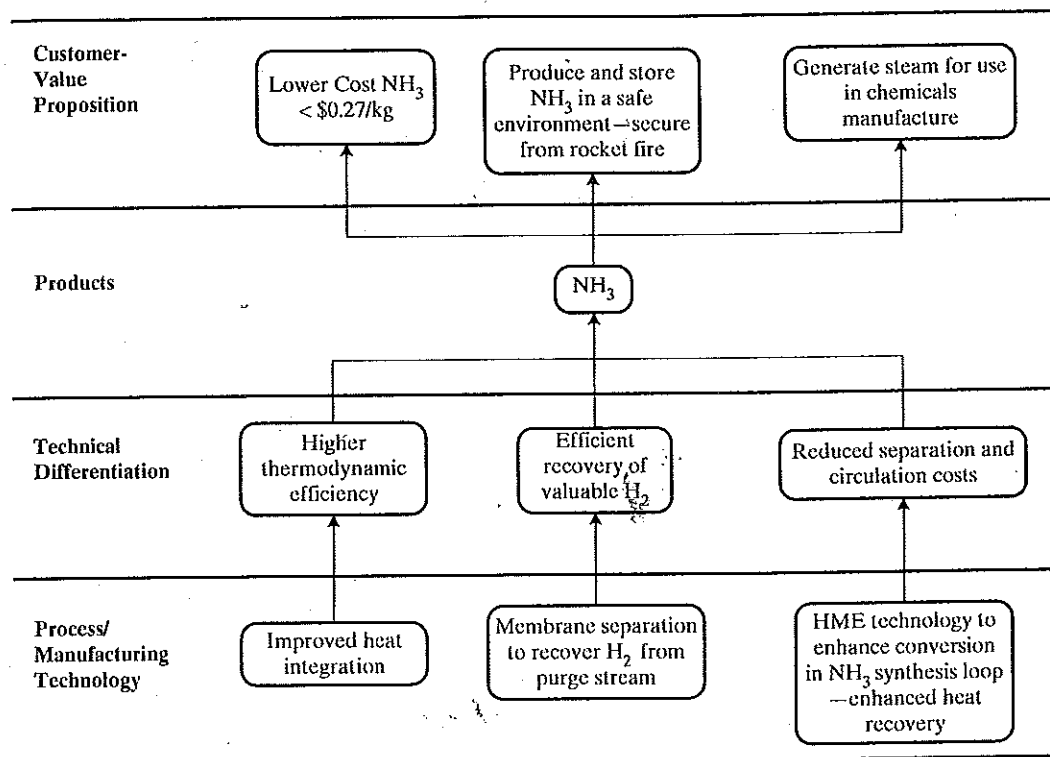 Customer-
Value
Proposition
Lower Cost NH₃
< $0.27/kg
Produce and store
NH₃ in a safe
environment—secure
from rocket fire
Generate steam for use
in chemicals
manufacture
Products
NH₃
Technical
Differentiation
Higher
thermodynamic
efficiency
Efficient
recovery of
valuable H₂
Reduced separation and
circulation costs
Process/
Manufacturing
Technology
Improved heat
integration
Membrane separation
to recover H₂ from
purge stream
HME technology to
enhance conversion
in NH₃ synthesis loop
—enhanced heat
recovery